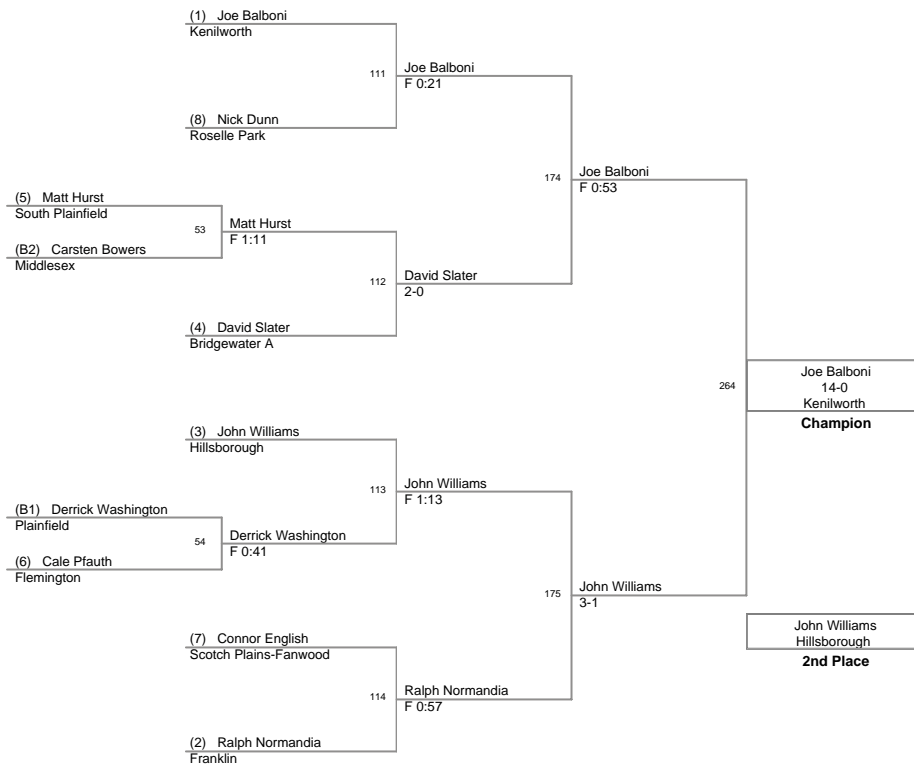 (1) Joe Balboni
Kenilworth
111
Joe Balboni
F 0:21
(8) Nick Dunn
Roselle Park
174
Joe Balboni
F 0:53
(5) Matt Hurst
South Plainfield
53
Matt Hurst
F 1:11
(B2) Carsten Bowers
Middlesex
112
David Slater
2-0
(4) David Slater
Bridgewater A
264
Joe Balboni
14-0
Kenilworth
Champion
(3) John Williams
Hillsborough
113
John Williams
F 1:13
(B1) Derrick Washington
Plainfield
54
Derrick Washington
F 0:41
(6) Cale Pfauth
Flemington
175
John Williams
3-1
John Williams
Hillsborough
2nd Place
(7) Connor English
Scotch Plains-Fanwood
114
Ralph Normandia
F 0:57
(2) Ralph Normandia
Franklin